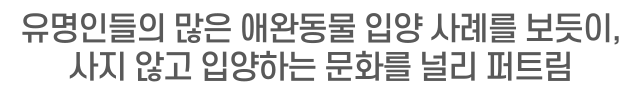 유명인들의 많은 애완동물 입양 사례를 보듯이,
사지 않고 입양하는 문화를 널리 퍼트림